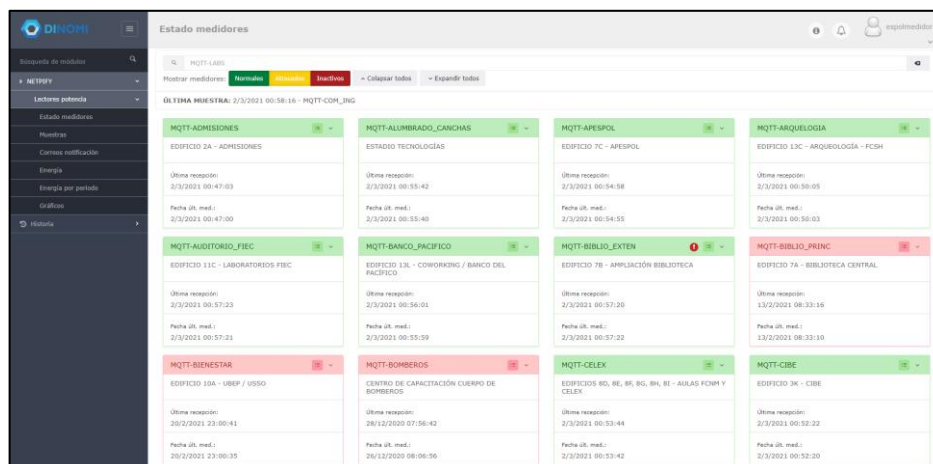 DINOMI
Estado medidores
expolmedidor
Búsqueda de módulos
MQTT-LABS
NETPIFY
Mostrar medidores: Normales Atrasados Inactivos Colapsar todos Expandir todos
Lectores potencia
ÚLTIMA MUESTRA: 2/3/2021 00:58:16 - MQTT-COM_ING
Estado medidores
Muestras
Correos notificación
Energía
Energía por periodo
Gráficos
Historia
MQTT-ADMISIONES
EDIFICIO 2A - ADMISIONES
Última recepción:
2/3/2021 00:47:03
Fecha últ. med.:
2/3/2021 00:47:00
MQTT-ALUMBRADO_CANCHAS
ESTADIO TECNOLOGÍAS
Última recepción:
2/3/2021 00:55:42
Fecha últ. med.:
2/3/2021 00:55:40
MQTT-APESPOL
EDIFICIO 7C - APESPOL
Última recepción:
2/3/2021 00:54:58
Fecha últ. med.:
2/3/2021 00:54:55
MQTT-ARQUELOGIA
EDIFICIO 13C - ARQUEOLOGÍA - FCSH
Última recepción:
2/3/2021 00:50:05
Fecha últ. med.:
2/3/2021 00:50:03
MQTT-AUDITORIO_FIEC
EDIFICIO 11C - LABORATORIOS FIEC
Última recepción:
2/3/2021 00:57:23
Fecha últ. med.:
2/3/2021 00:57:21
MQTT-BANCO_PACIFICO
EDIFICIO 13L - COWORKING / BANCO DEL
PACÍFICO
Última recepción:
2/3/2021 00:56:01
Fecha últ. med.:
2/3/2021 00:55:59
MQTT-BIBLIO_EXTEN
EDIFICIO 7B - AMPLIACIÓN BIBLIOTECA
Última recepción:
2/3/2021 00:57:20
Fecha últ. med.:
2/3/2021 00:57:22
MQTT-BIBLIO_PRINC
EDIFICIO 7A - BIBLIOTECA CENTRAL
Última recepción:
13/2/2021 08:33:16
Fecha últ. med.:
13/2/2021 08:33:10
MQTT-BIENESTAR
EDIFICIO 10A - UBEP / USSO
Última recepción:
20/2/2021 23:00:41
Fecha últ. med.:
20/2/2021 23:00:35
MQTT-BOMBEROS
CENTRO DE CAPACITACIÓN CUERPO DE
BOMBEROS
Última recepción:
28/12/2020 07:56:42
Fecha últ. med.:
26/12/2020 08:06:56
MQTT-CELEX
EDIFICIOS 8D, 8E, 8F, 8G, 8H, 8I - AULAS FCNM Y
CELEX
Última recepción:
2/3/2021 00:53:44
Fecha últ. med.:
2/3/2021 00:53:42
MQTT-CIBE
EDIFICIO 3K - CIBE
Última recepción:
2/3/2021 00:52:22
Fecha últ. med.:
2/3/2021 00:52:20